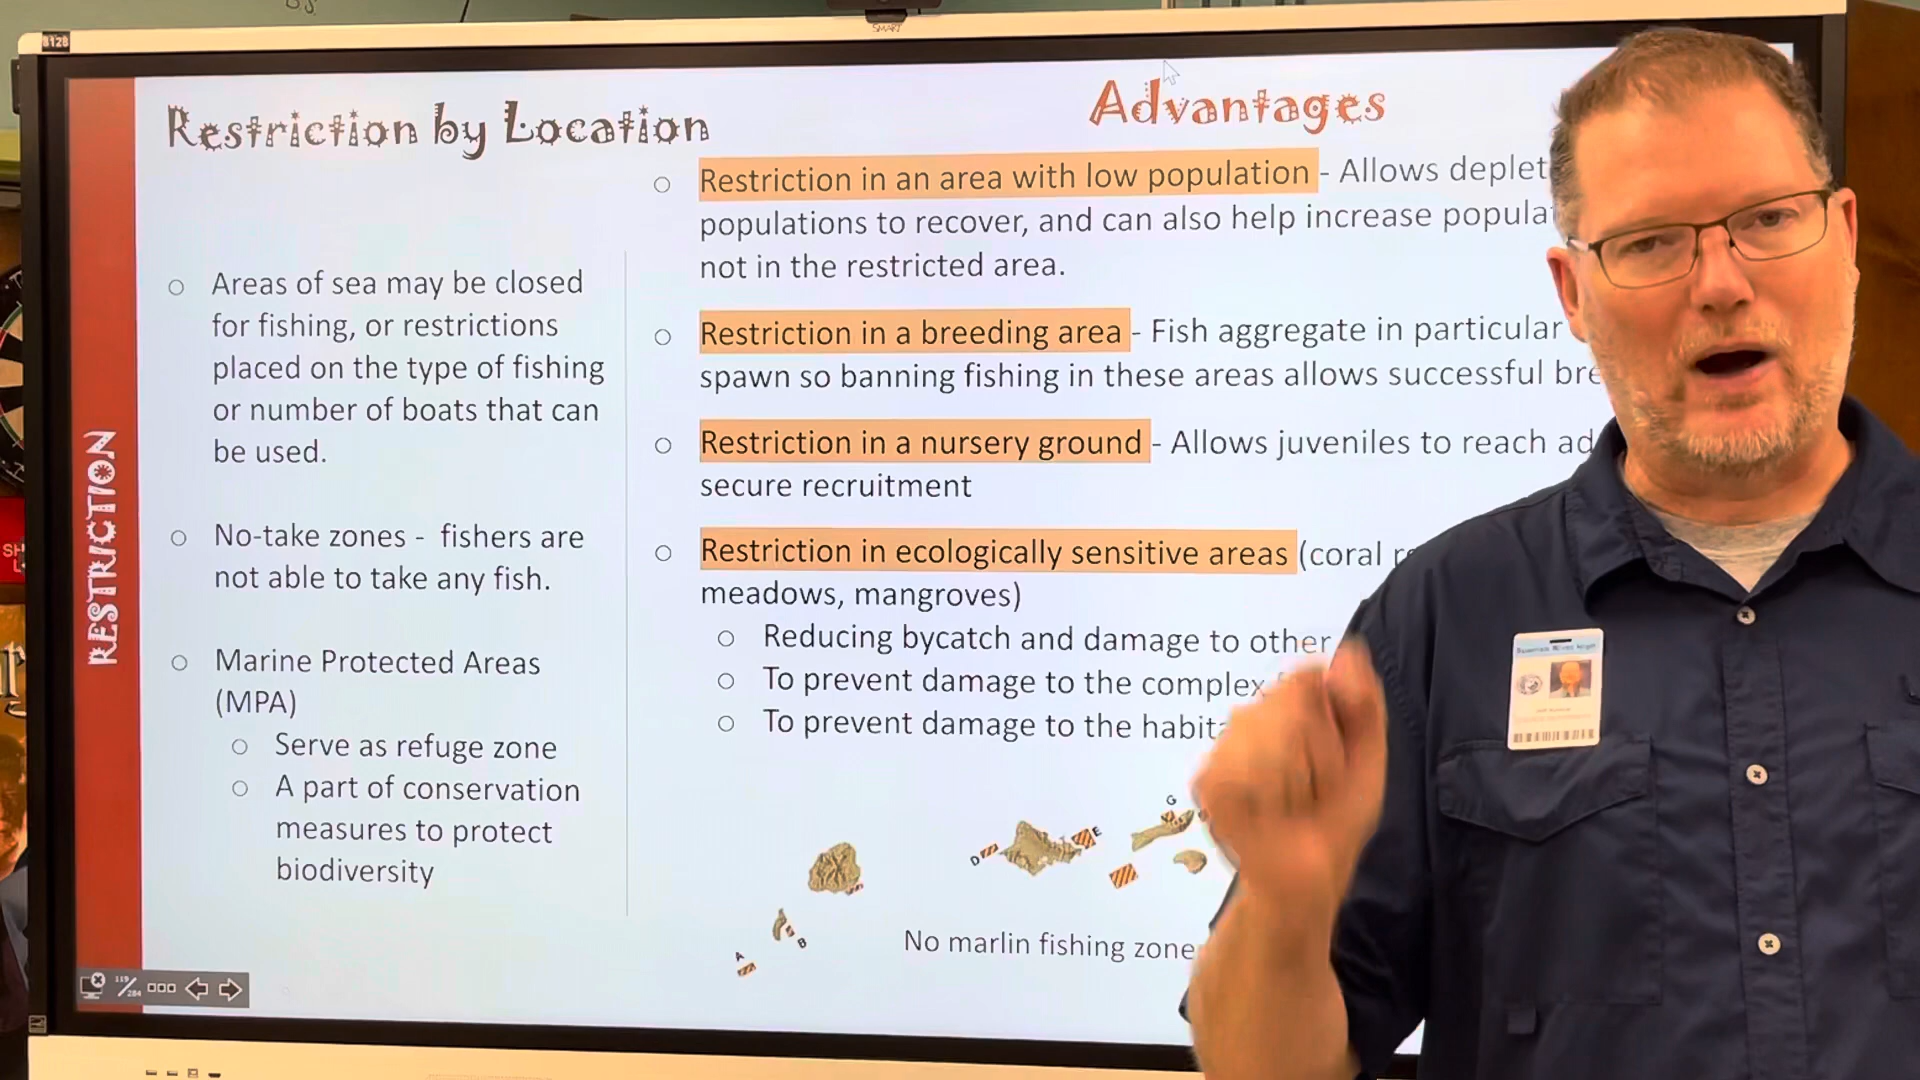 8128
SMART
Restriction by Location
Advantages
RESTRICTION
○ Areas of sea may be closed
for fishing, or restrictions
placed on the type of fishing
or number of boats that can
be used.
○ No-take zones - fishers are
not able to take any fish.
○ Marine Protected Areas
(MPA)
○ Serve as refuge zone
○ A part of conservation
measures to protect
biodiversity
○ Restriction in an area with low population - Allows deplet
populations to recover, and can also help increase popula
not in the restricted area.
○ Restriction in a breeding area - Fish aggregate in particular
spawn so banning fishing in these areas allows successful bre
○ Restriction in a nursery ground - Allows juveniles to reach ad
secure recruitment
○ Restriction in ecologically sensitive areas (coral r
meadows, mangroves)
○ Reducing bycatch and damage to other
○ To prevent damage to the complex
○ To prevent damage to the habit
G
D E
B
A
No marlin fishing zone
119/284